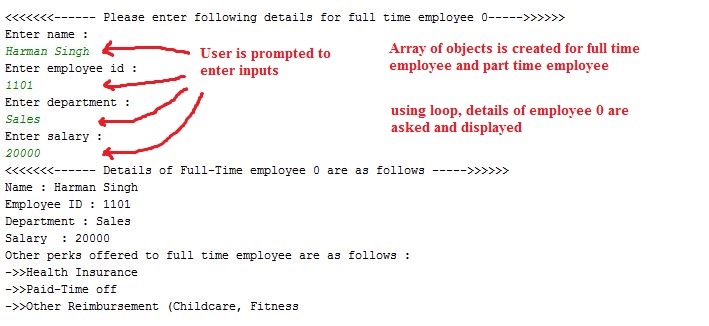 <<<<<<<------ Please enter following details for full time employee 0----->>>>>>
Enter name :
Harman Singh
Enter employee id :
1101
Enter department :
Sales
Enter salary :
20000
User is prompted to
enter inputs
Array of objects is created for full time
employee and part time employee
using loop, details of employee 0 are
asked and displayed
<<<<<<<------ Details of Full-Time employee 0 are as follows ----->>>>>>
Name : Harman Singh
Employee ID : 1101
Department : Sales
Salary  : 20000
Other perks offered to full time employee are as follows :
->>Health Insurance
->>Paid-Time off
->>Other Reimbursement (Childcare, Fitness